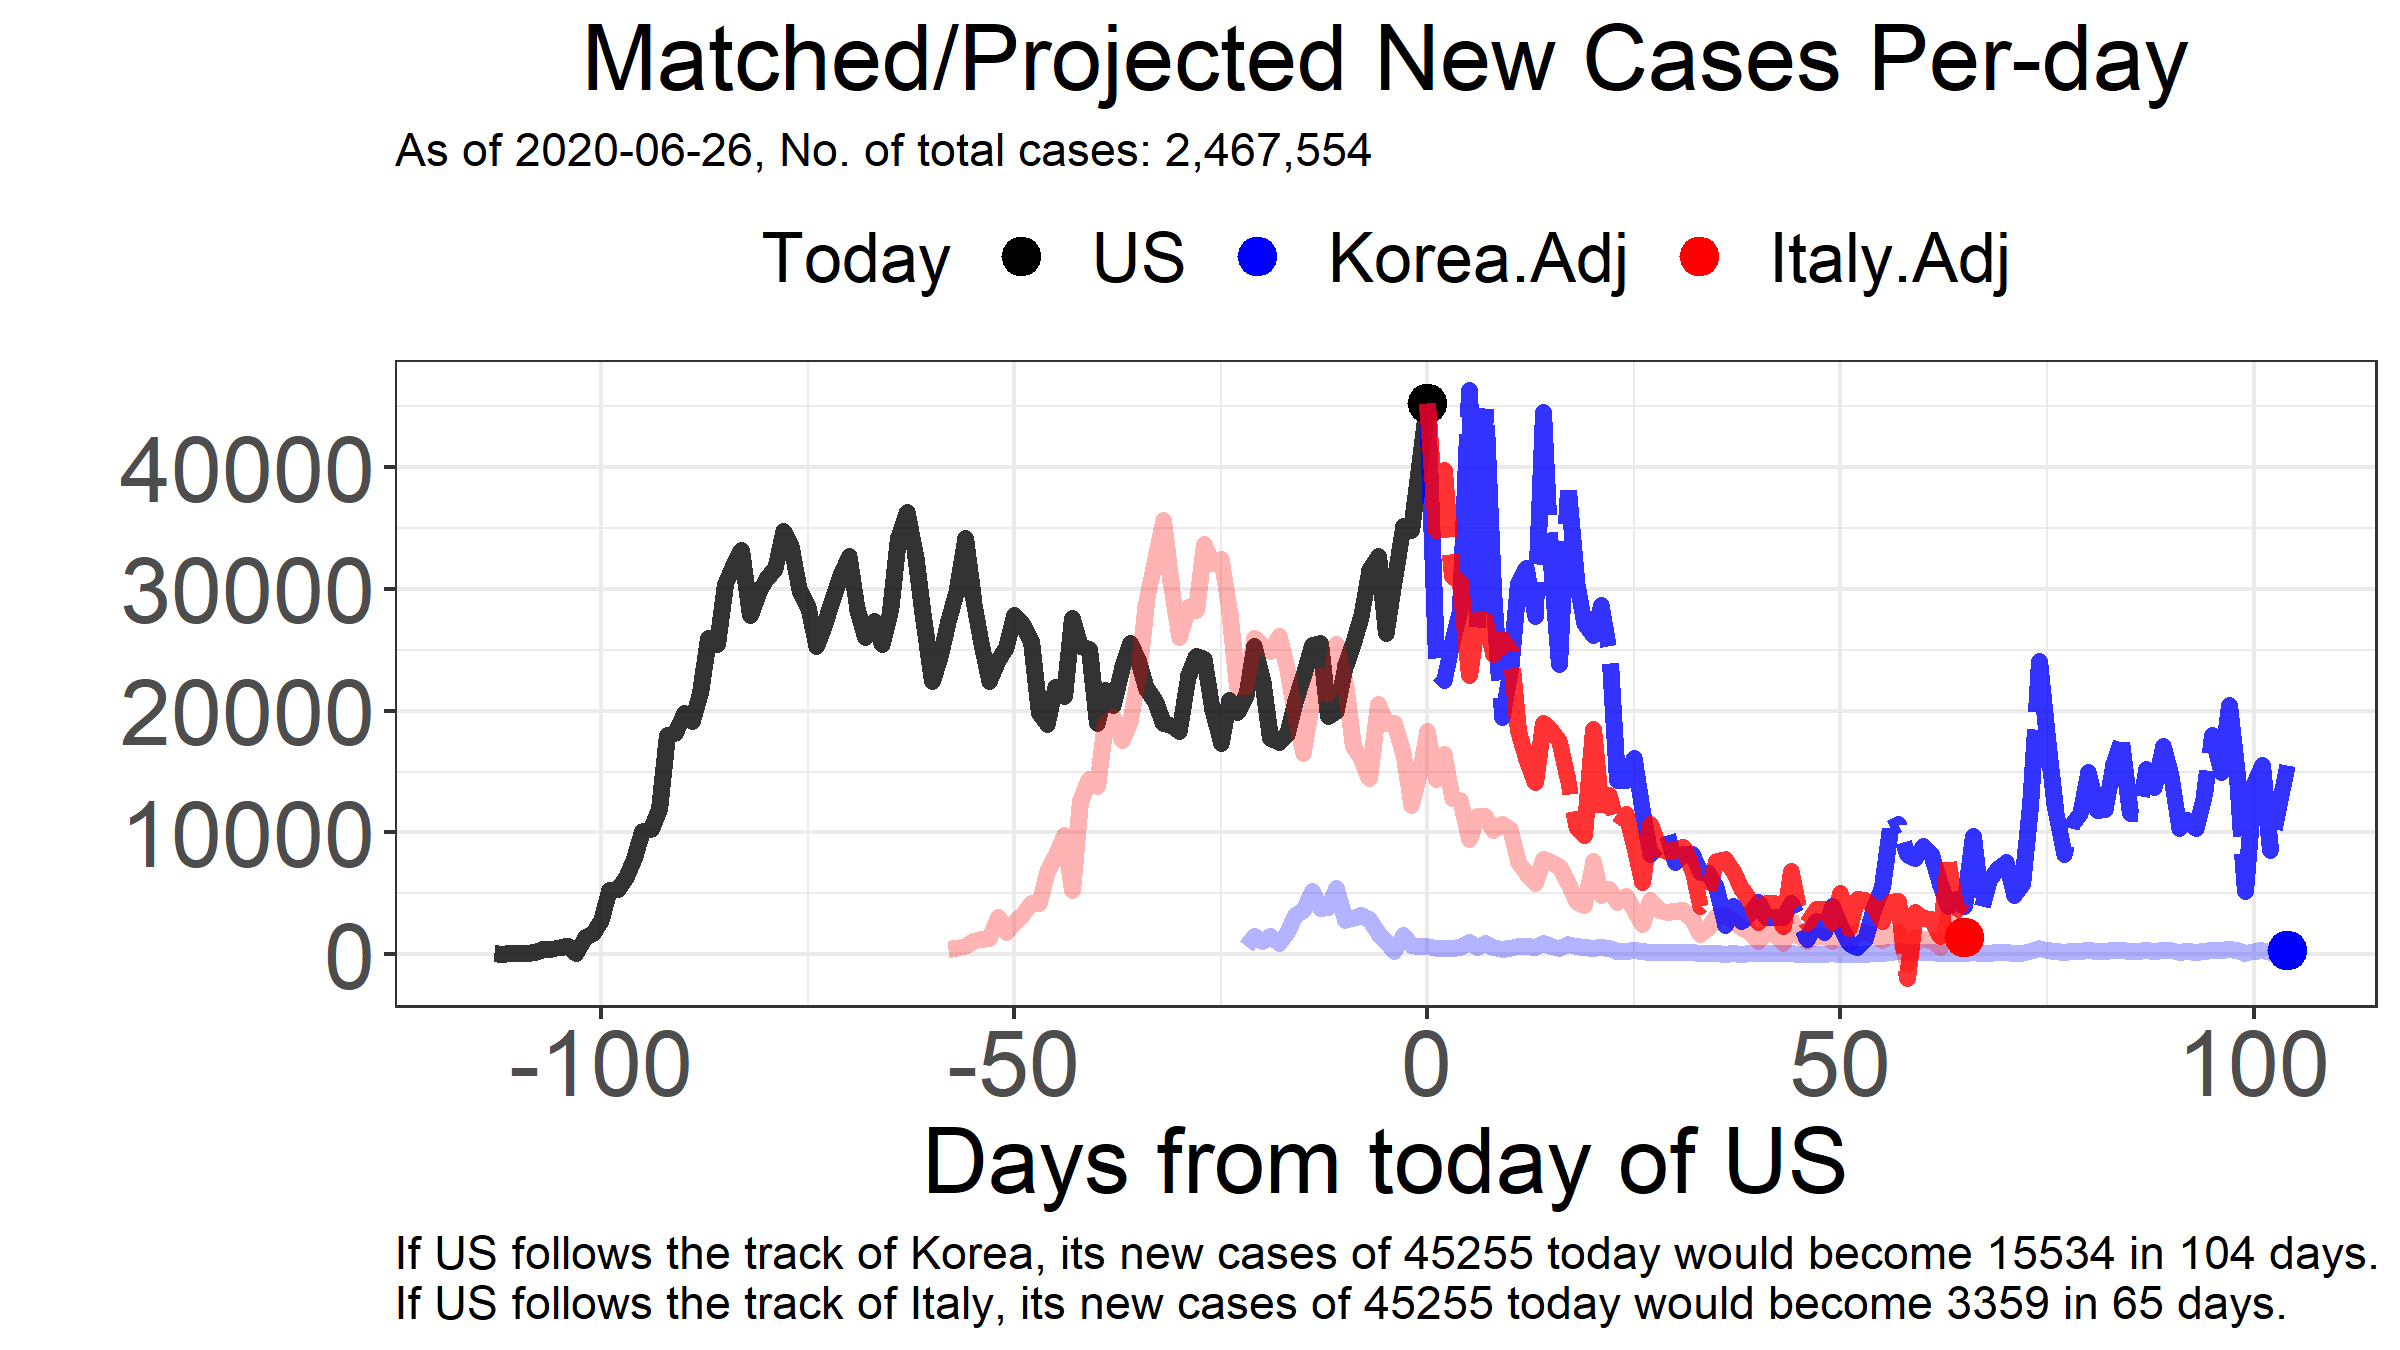 Matched/Projected New Cases Per-day
As of 2020-06-26, No. of total cases: 2,467,554
Today US Korea.Adj Italy.Adj
40000
30000
20000
10000
0
-100 -50 0 50 100
Days from today of US
If US follows the track of Korea, its new cases of 45255 today would become 15534 in 104 days.
If US follows the track of Italy, its new cases of 45255 today would become 3359 in 65 days.